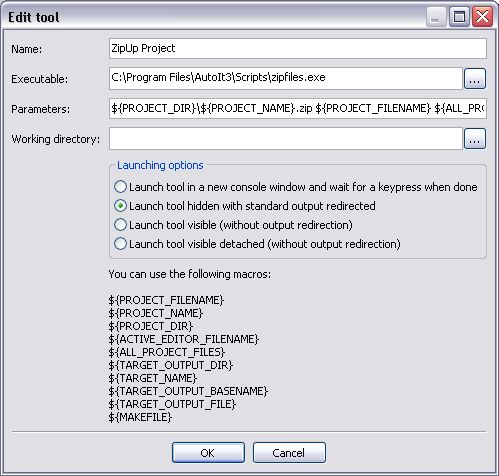 Edit tool
Name: ZipUp Project
Executable: C:\Program Files\AutoIt3\Scripts\zipfiles.exe ...
Parameters: ${PROJECT_DIR}\${PROJECT_NAME}.zip ${PROJECT_FILENAME} ${ALL_PRO
Working directory: ...
Launching options
Launch tool in a new console window and wait for a keypress when done
Launch tool hidden with standard output redirected
Launch tool visible (without output redirection)
Launch tool visible detached (without output redirection)
You can use the following macros:
${PROJECT_FILENAME}
${PROJECT_NAME}
${PROJECT_DIR}
${ACTIVE_EDITOR_FILENAME}
${ALL_PROJECT_FILES}
${TARGET_OUTPUT_DIR}
${TARGET_NAME}
${TARGET_OUTPUT_BASENAME}
${TARGET_OUTPUT_FILE}
${MAKEFILE}
OK Cancel